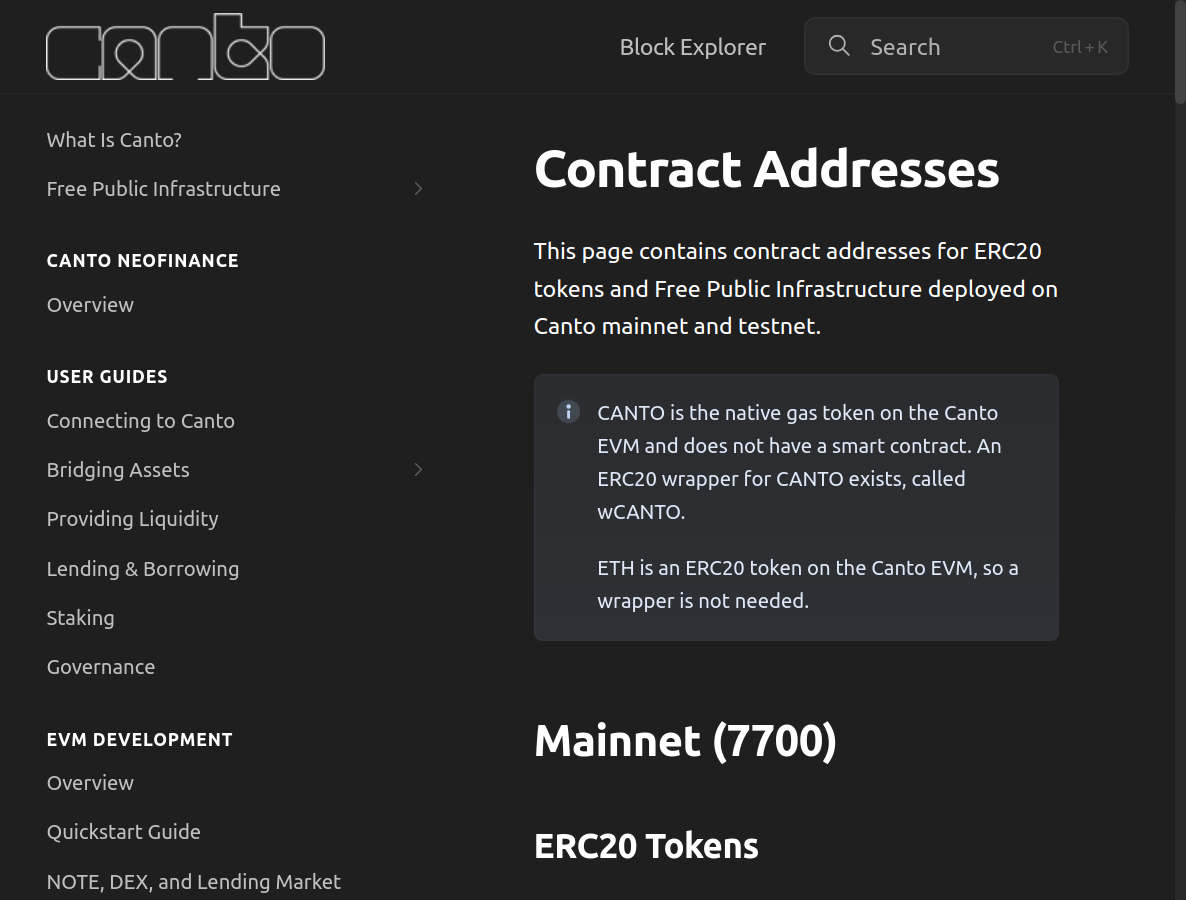 canto
Block Explorer
Search
Ctrl + K
What Is Canto?
Free Public Infrastructure
CANTO NEOFINANCE
Overview
USER GUIDES
Connecting to Canto
Bridging Assets
Providing Liquidity
Lending & Borrowing
Staking
Governance
EVM DEVELOPMENT
Overview
Quickstart Guide
NOTE, DEX, and Lending Market
Contract Addresses
This page contains contract addresses for ERC20
tokens and Free Public Infrastructure deployed on
Canto mainnet and testnet.
CANTO is the native gas token on the Canto
EVM and does not have a smart contract. An
ERC20 wrapper for CANTO exists, called
wCANTO.
ETH is an ERC20 token on the Canto EVM, so a
wrapper is not needed.
Mainnet (7700)
ERC20 Tokens